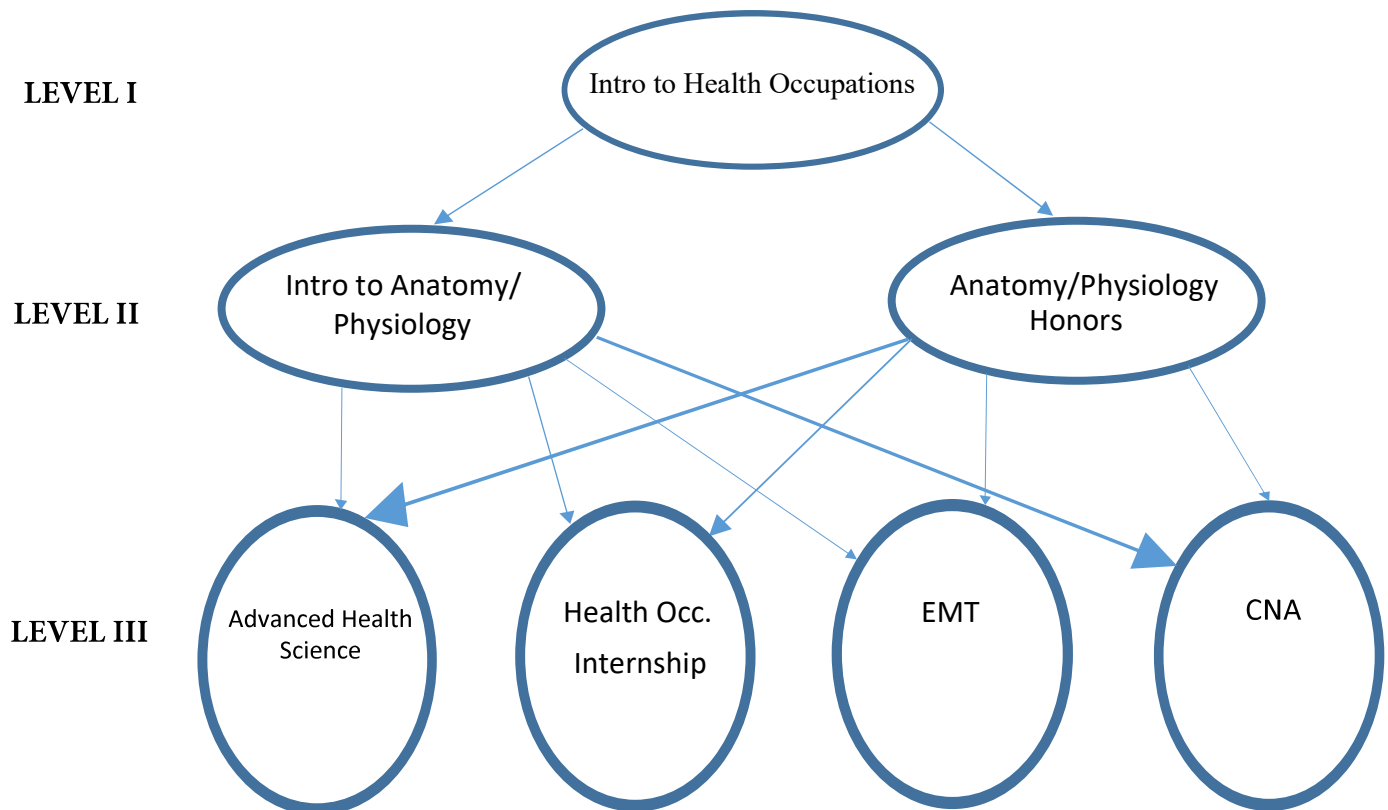 LEVEL I
Intro to Health Occupations
LEVEL II
Intro to Anatomy/
Physiology
Anatomy/Physiology
Honors
LEVEL III
Advanced Health
Science
Health Occ.
Internship
EMT
CNA